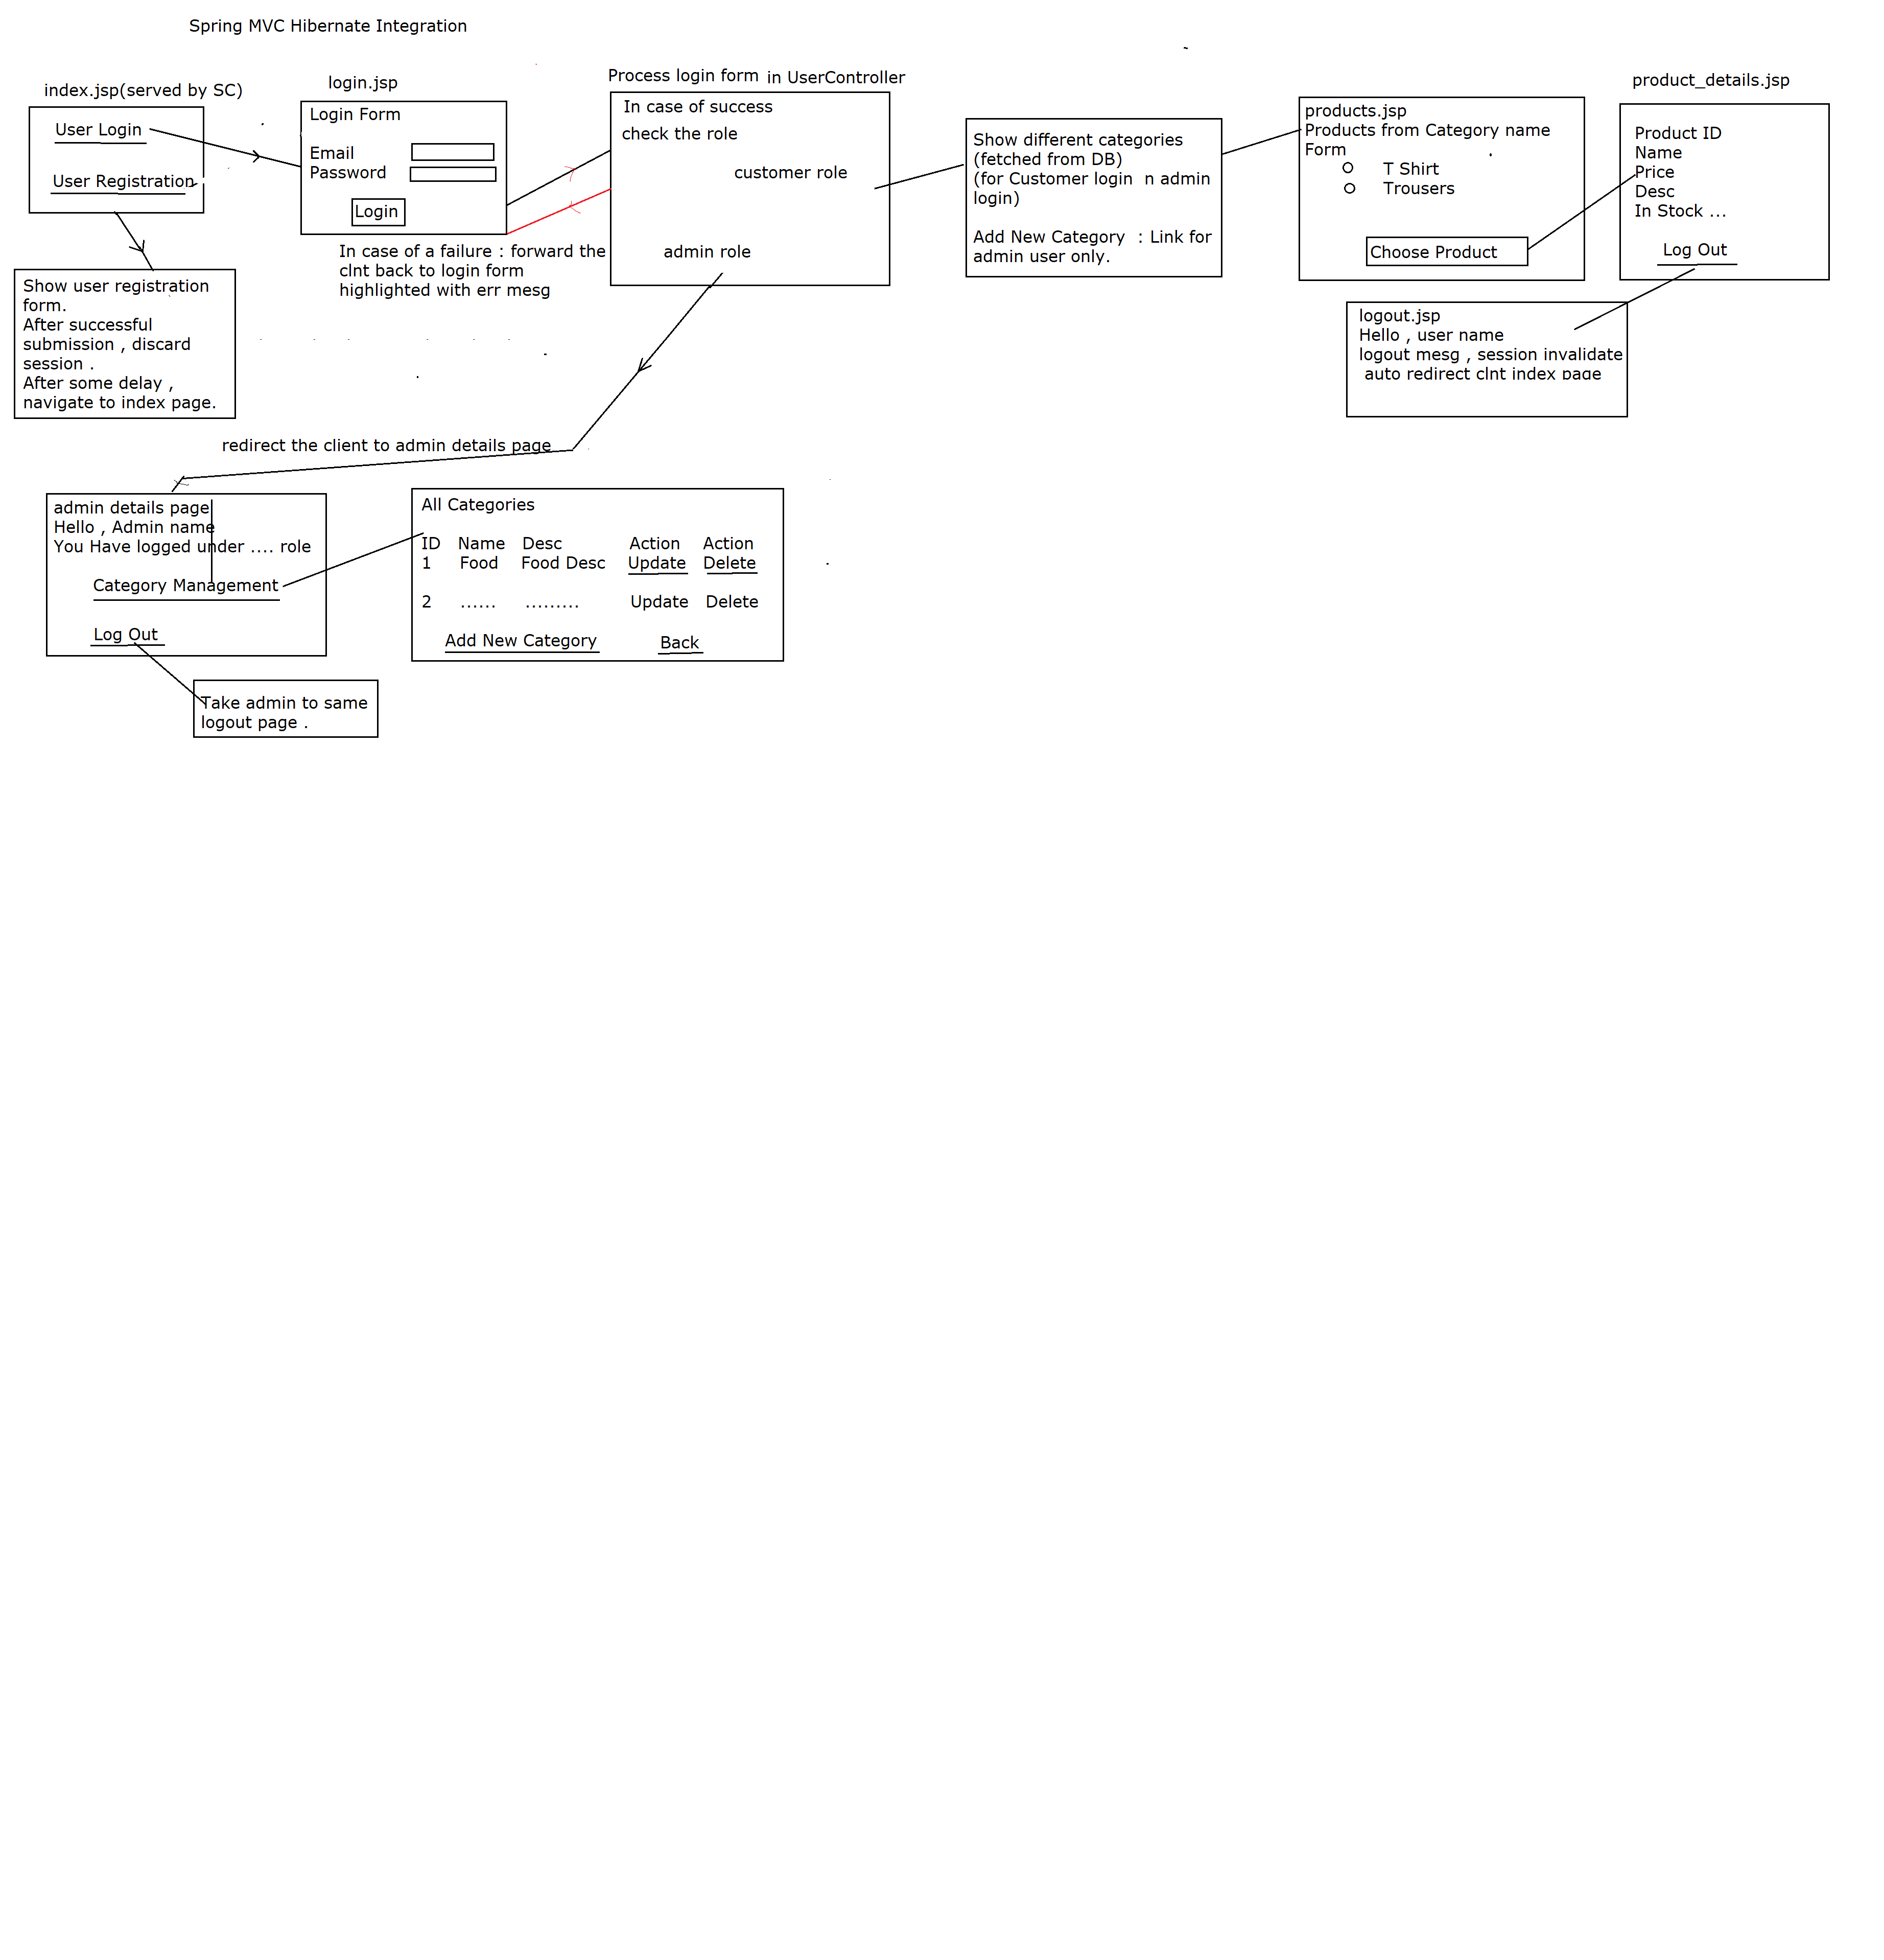 Spring MVC Hibernate Integration
index.jsp(served by SC)
User Login
User Registration
Show user registration
form.
After successful
submission , discard
session .
After some delay ,
navigate to index page.
login.jsp
Login Form
Email
Password
Login
In case of a failure : forward the
clnt back to login form
highlighted with err mesg
Process login form in UserController
In case of success
check the role
customer role
admin role
Show different categories
(fetched from DB)
(for Customer login n admin
login)
Add New Category : Link for
admin user only.
products.jsp
Products from Category name
Form
T Shirt
Trousers
Choose Product
product_details.jsp
Product ID
Name
Price
Desc
In Stock ...
Log Out
logout.jsp
Hello , user name
logout mesg , session invalidate
auto redirect clnt index page
redirect the client to admin details page
admin details page
Hello , Admin name
You Have logged under .... role
Category Management
Log Out
Take admin to same
logout page .
All Categories
ID Name Desc Action Action
1 Food Food Desc Update Delete
2 ...... ......... Update Delete
Add New Category Back